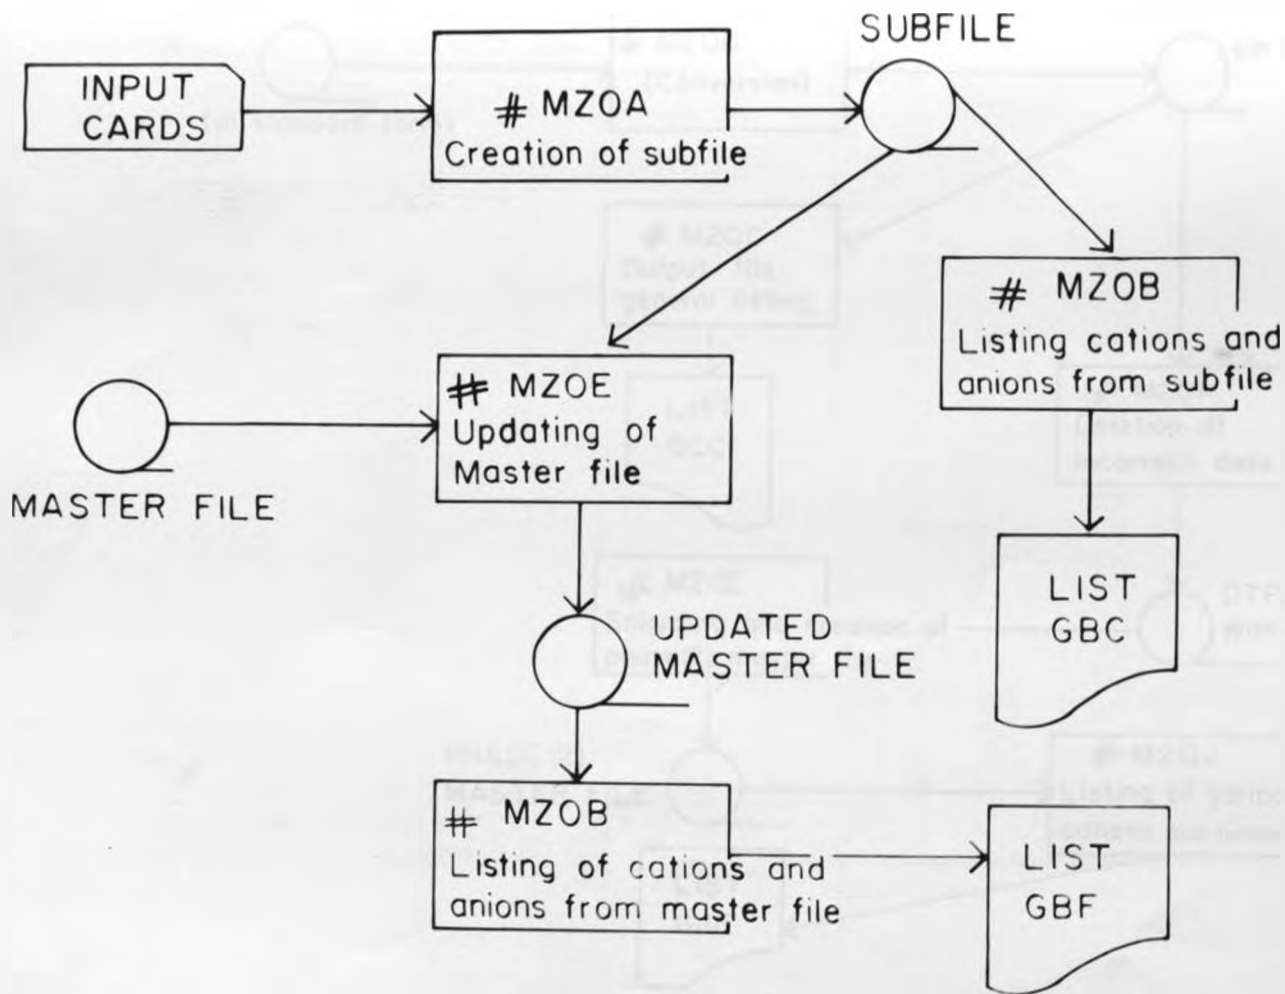 SUBFILE
INPUT
CARDS
# MZOA
Creation of subfile
# MZOB
Listing cations and
anions from subfile
# MZOE
Updating of
Master file
MASTER FILE
LIST
GBC
UPDATED
MASTER FILE
# MZOB
Listing of cations and
anions from master file
LIST
GBF